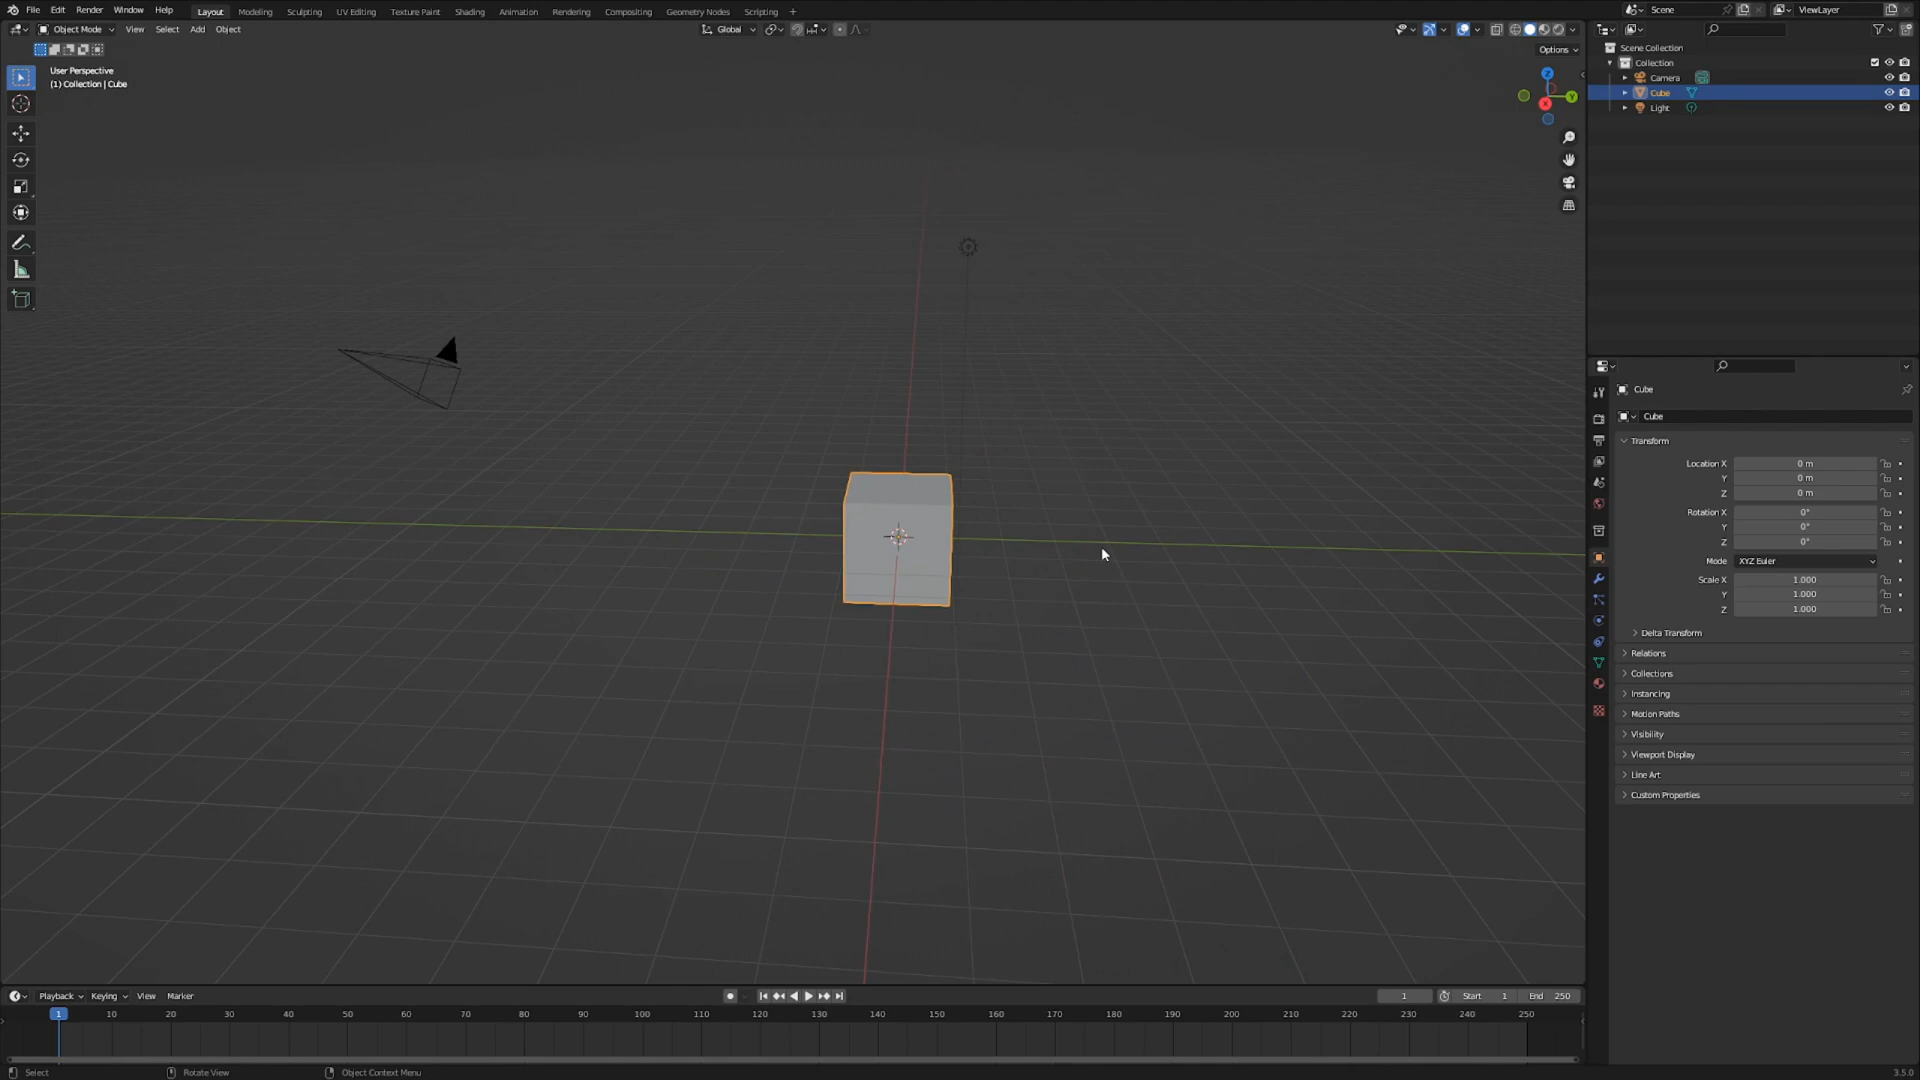 File Edit Render Window Help Layout Modeling Sculpting UV Editing Texture Paint Shading Animation Rendering Compositing Geometry Nodes Scripting + Scene ViewLayer
Object Mode View Select Add Object Global
Options
User Perspective
(1) Collection | Cube
Z
Y
X
Scene Collection
Collection
Camera
Cube
Light
Cube
Cube
Transform
Location X 0 m
Y 0 m
Z 0 m
Rotation X 0°
Y 0°
Z 0°
Mode XYZ Euler
Scale X 1.000
Y 1.000
Z 1.000
Delta Transform
Relations
Collections
Instancing
Motion Paths
Visibility
Viewport Display
Line Art
Custom Properties
Playback Keying View Marker 1 Start 1 End 250
1 10 20 30 40 50 60 70 80 90 100 110 120 130 140 150 160 170 180 190 200 210 220 230 240 250
Select Rotate View Object Context Menu 3.5.0